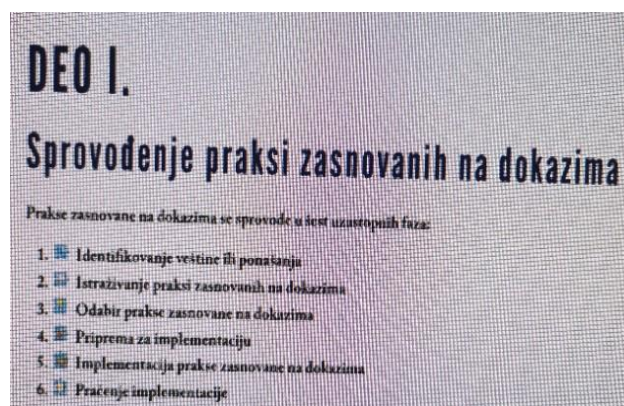 DEO I.
Sprovođenje praksi zasnovanih na dokazima
Prakse zasnovane na dokazima se sprovode u šest uzastopnih faza:
1. Identifikovanje veštine ili ponašanja
2. Istraživanje praksi zasnovanih na dokazima
3. Odabir prakse zasnovane na dokazima
4. Priprema za implementaciju
5. Implementacija prakse zasnovane na dokazima
6. Praćenje implementacije